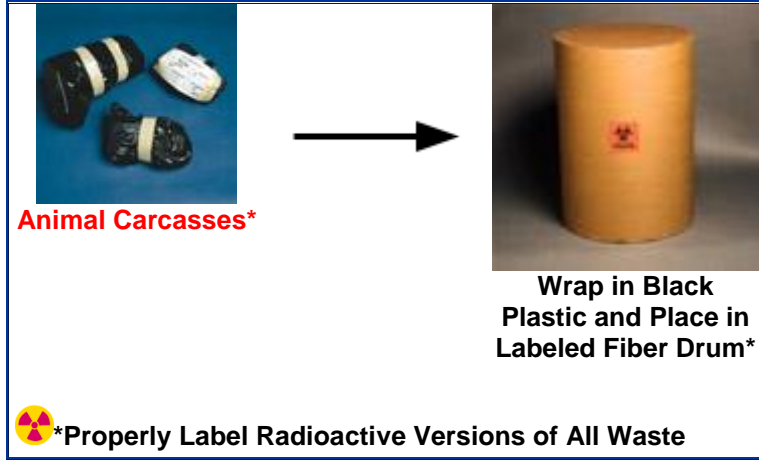 Animal Carcasses*
Wrap in Black
Plastic and Place in
Labeled Fiber Drum*
*Properly Label Radioactive Versions of All Waste